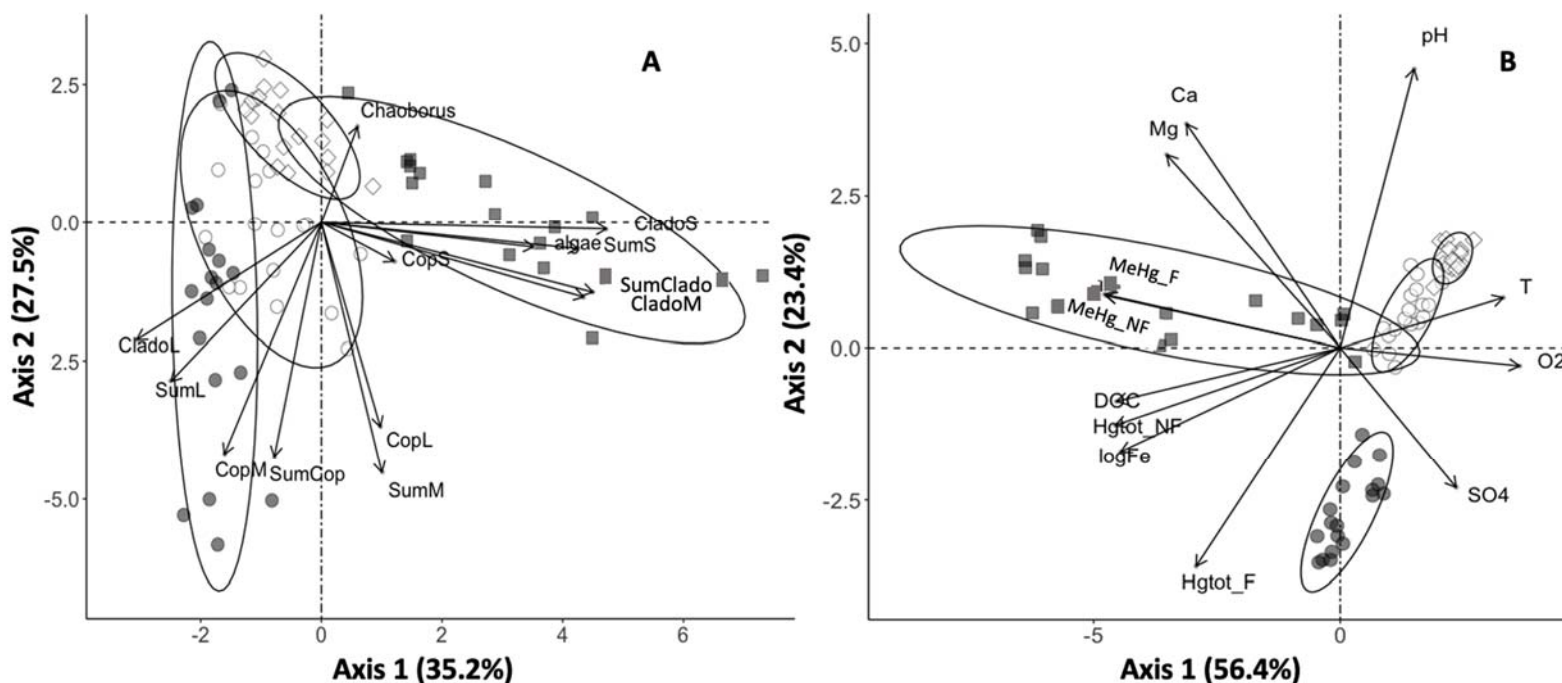 A
2.5
0.0
2.5
-5.0
Axis 2 (27.5%)
-2
0
2
4
6
Axis 1 (35.2%)
Chaoborus
CladoS
algae
SumS
CopS
SumClado
CladoM
CladoL
SumL
CopL
CopM
SumCop
SumM
B
5.0
2.5
0.0
-2.5
Axis 2 (23.4%)
-5
0
Axis 1 (56.4%)
pH
Ca
Mg
MeHg_F
MeHg_NF
T
O2
DOC
Hgtot_NF
logFe
SO4
Hgtot_F